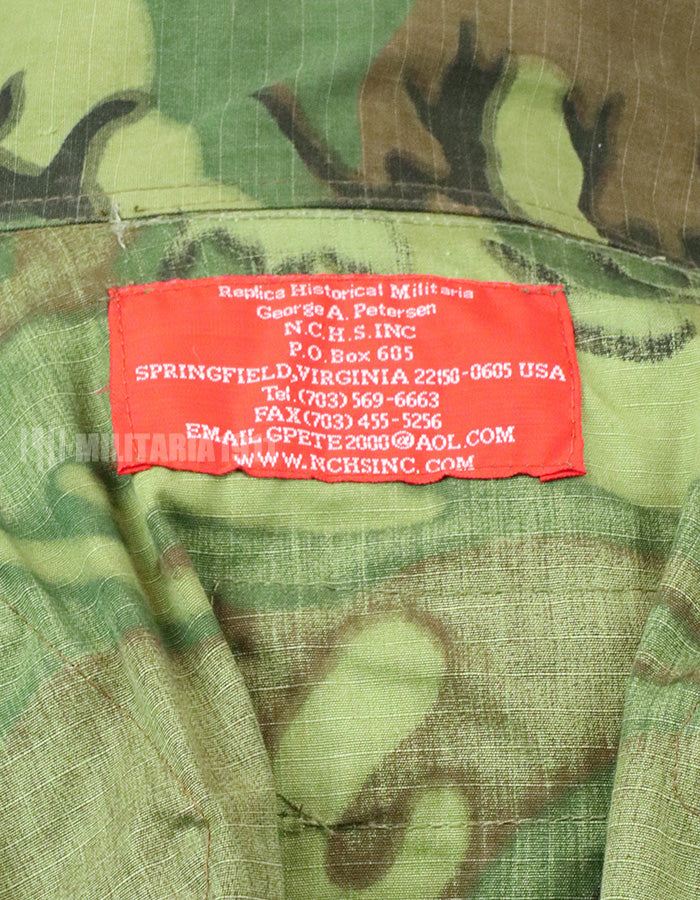 Replica Historical Militaria
George A. Petersen
N.C.H.S.INC
P.O. Box 605
SPRINGFIELD,VIRGINIA 22150-0605 USA
Tel.(703) 569-6663
FAX(703) 455-5256
EMAIL GPETE2000@AOL.COM
WWW.NCHSINC.COM
MILITARIA